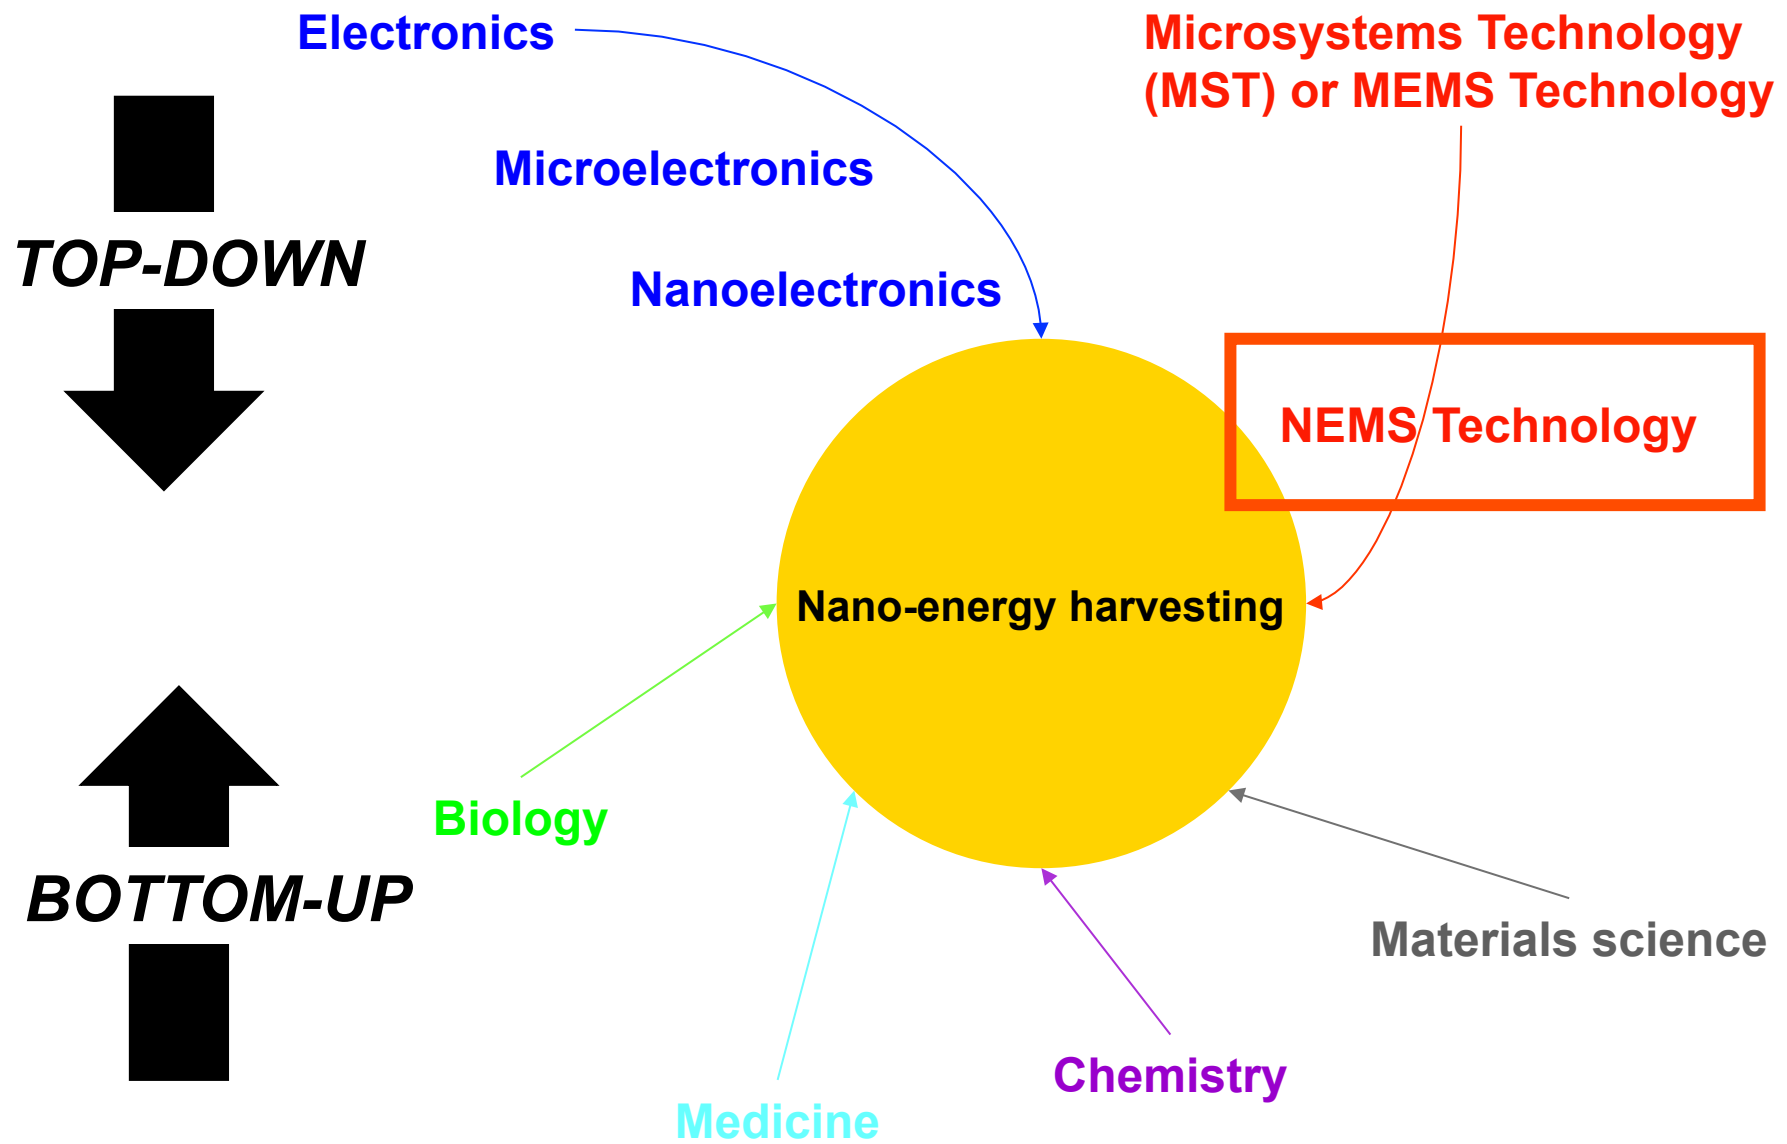 Electronics
Microsystems Technology
(MST) or MEMS Technology
Microelectronics
TOP-DOWN
Nanoelectronics
NEMS Technology
Nano-energy harvesting
Biology
BOTTOM-UP
Materials science
Chemistry
Medicine